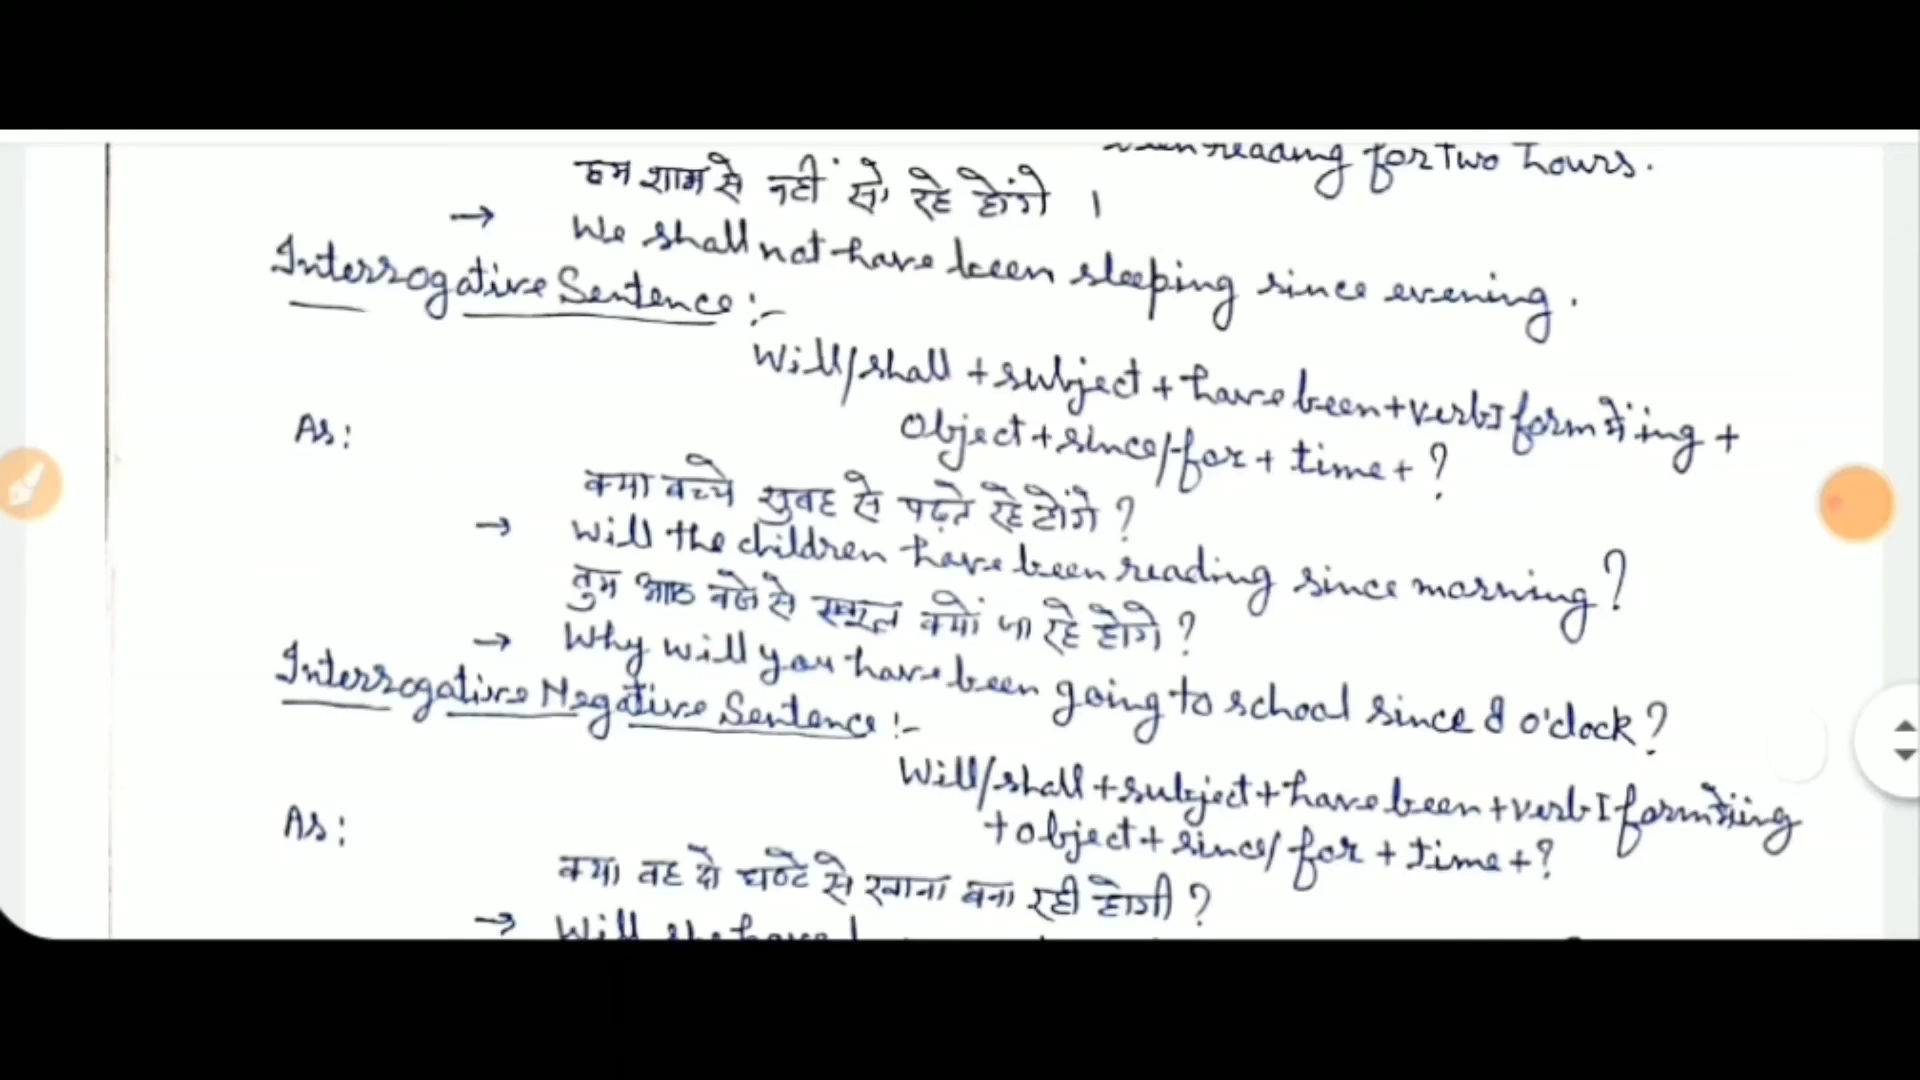 reading for Two hours.
हम शाम से नहीं सो रहे होंगे ।
→ We shall not have been sleeping since evening.
Interrogative Sentence :-
Will/shall + subject + have been + verb I form में ing +
object + since/for + time + ?
As:
क्या बच्चे सुबह से पढ़ते रहे होंगे ?
→ Will the children have been reading since morning ?
तुम आठ बजे से स्कूल क्यों जा रहे होगे ?
→ Why will you have been going to school since 8 o'clock ?
Interrogative Negative Sentence :-
Will/shall + subject + have been + verb I form में ing
+ object + since/for + time + ?
As:
क्या वह दो घण्टे से खाना बना रही होगी ?
→ Will she have